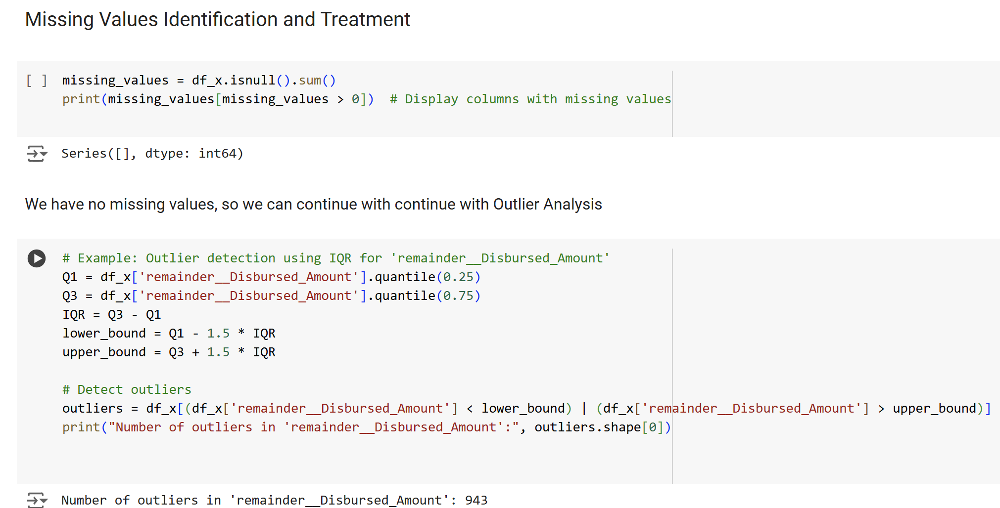 Missing Values Identification and Treatment
[ ] missing_values = df_x.isnull().sum()
print(missing_values[missing_values > 0])  # Display columns with missing values
Series([], dtype: int64)
We have no missing values, so we can continue with continue with Outlier Analysis
# Example: Outlier detection using IQR for 'remainder__Disbursed_Amount'
Q1 = df_x['remainder__Disbursed_Amount'].quantile(0.25)
Q3 = df_x['remainder__Disbursed_Amount'].quantile(0.75)
IQR = Q3 - Q1
lower_bound = Q1 - 1.5 * IQR
upper_bound = Q3 + 1.5 * IQR
# Detect outliers
outliers = df_x[(df_x['remainder__Disbursed_Amount'] < lower_bound) | (df_x['remainder__Disbursed_Amount'] > upper_bound)]
print("Number of outliers in 'remainder__Disbursed_Amount':", outliers.shape[0])
Number of outliers in 'remainder__Disbursed_Amount': 943